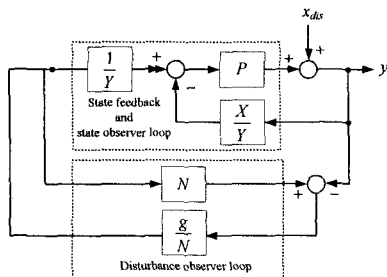 x_dis
+
1
Y
+
−
P
+
y
State feedback
and
state observer loop
X
Y
N
+
−
g
N
Disturbance observer loop